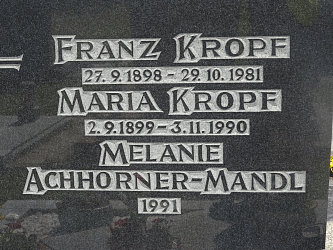 FRANZ KROPF
27.9.1898 - 29.10.1981
MARIA KROPF
2.9.1899 - 3.11.1990
MELANIE
ACHHORNER-MANDL
1991